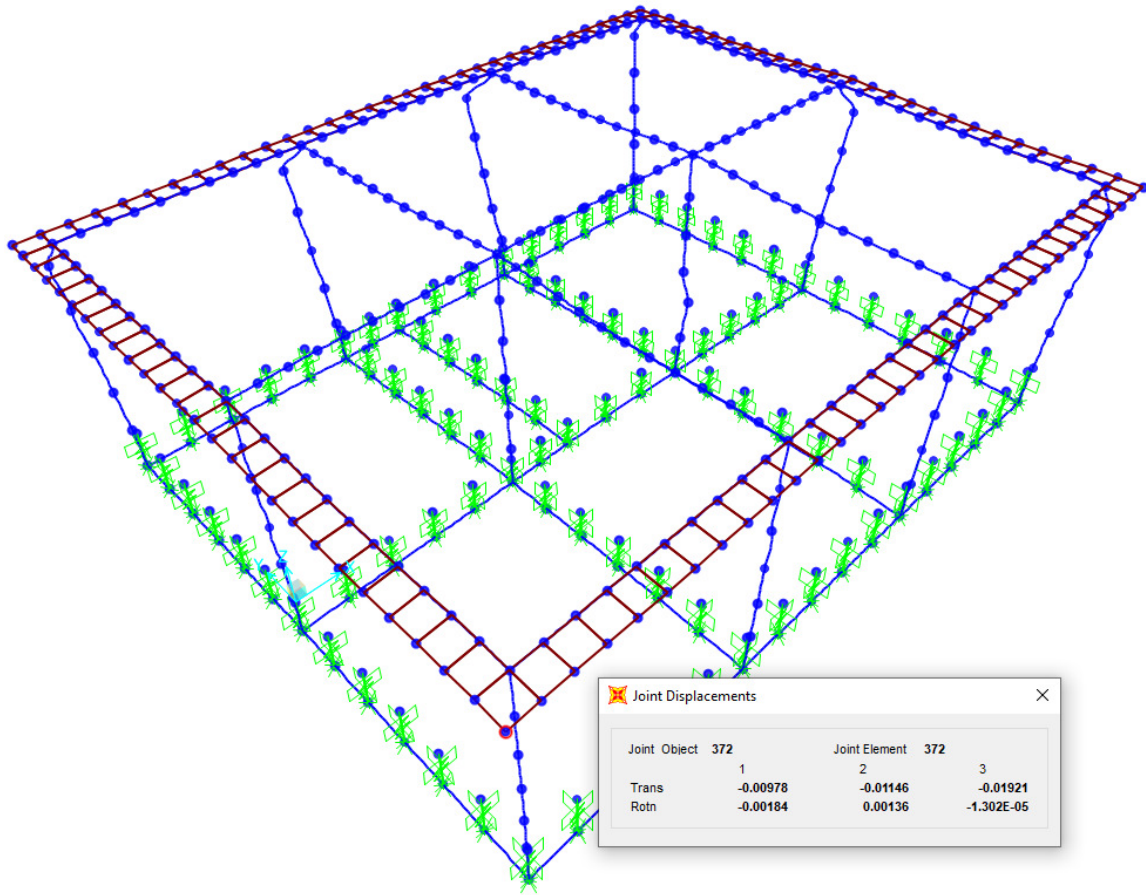 Joint Displacements
Joint Object 372 Joint Element 372
1 2 3
Trans -0.00978 -0.01146 -0.01921
Rotn -0.00184 0.00136 -1.302E-05